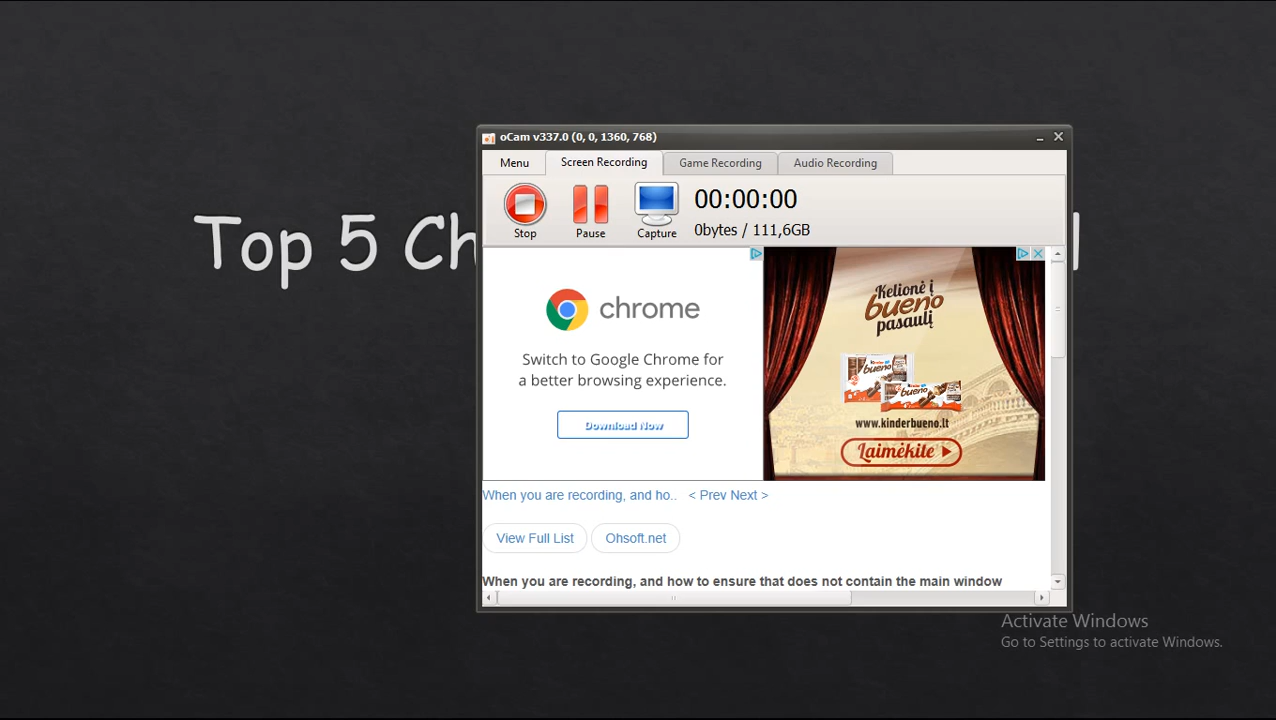 oCam v337.0 (0, 0, 1360, 768)
Menu
Screen Recording
Game Recording
Audio Recording
00:00:00
0bytes / 111,6GB
Stop
Pause
Capture
Top 5 Ch
chrome
Switch to Google Chrome for
a better browsing experience.
Download Now
Kelionė į
bueno
pasaulį
kinder
bueno
bueno
www.kinderbueno.lt
Laimėkite
When you are recording, and ho.. < Prev Next >
View Full List
Ohsoft.net
When you are recording, and how to ensure that does not contain the main window
Activate Windows
Go to Settings to activate Windows.